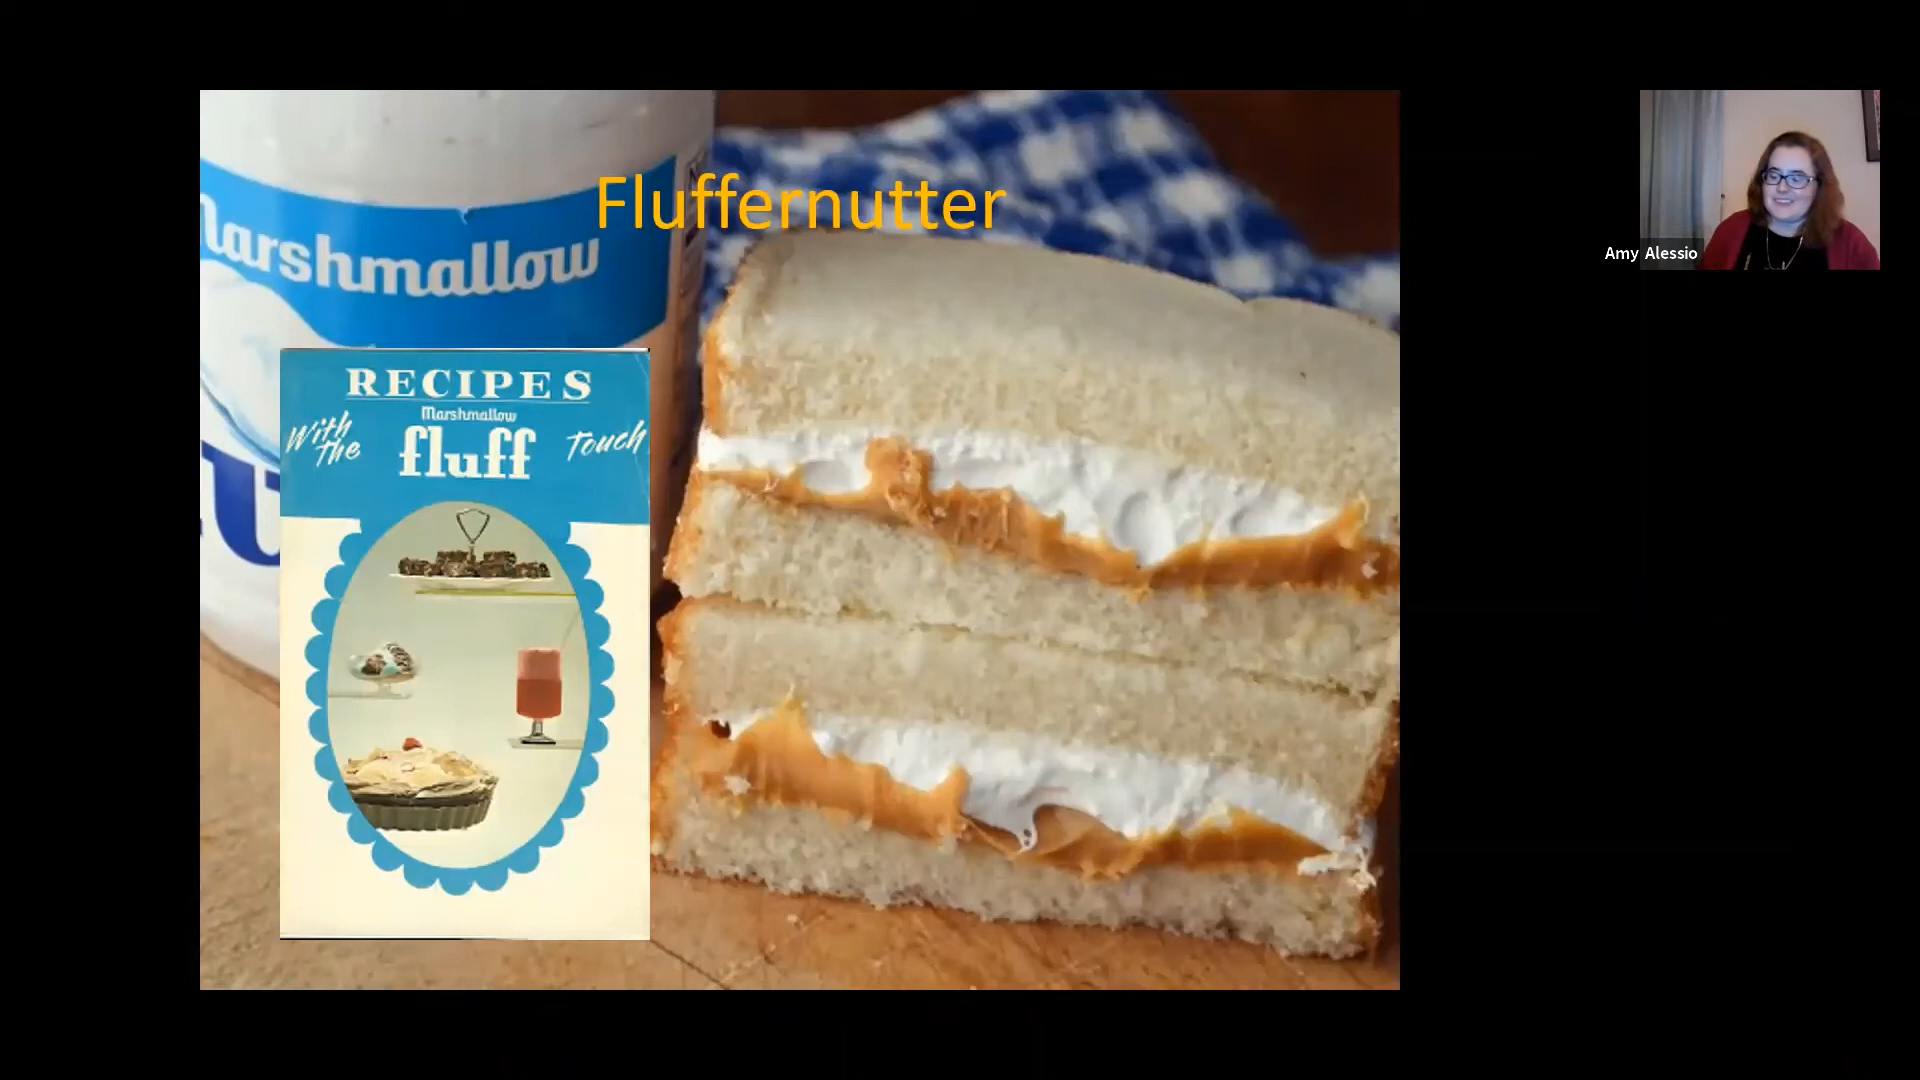 Fluffernutter
Marshmallow
RECIPES
With The
Marshmallow
fluff
Touch
Amy Alessio